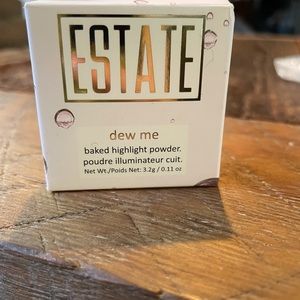 ESTATE
dew me
baked highlight powder.
poudre illuminateur cuit.
Net Wt./Poids Net: 3.2g / 0.11 oz